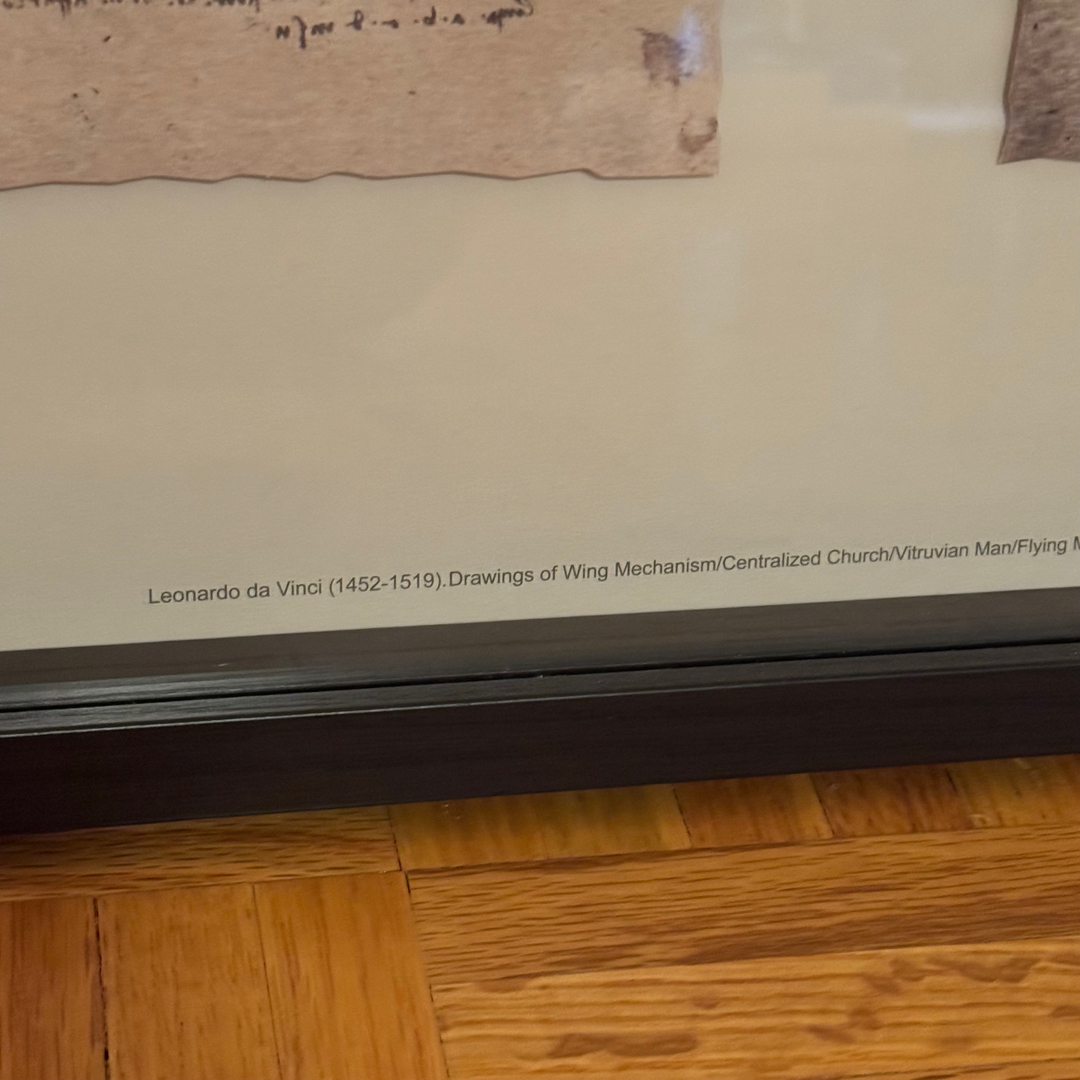 Leonardo da Vinci (1452-1519).Drawings of Wing Mechanism/Centralized Church/Vitruvian Man/Flying